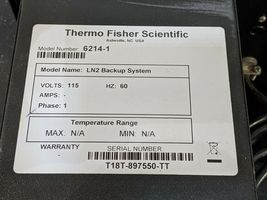 Thermo Fisher Scientific
Asheville, NC USA
Model Number: 6214-1
Model Name: LN2 Backup System
VOLTS: 115 HZ: 60
AMPS: -
Phase: 1
Temperature Range
MAX: N/A MIN: N/A
WARRANTY SERIAL NUMBER
- T18T-897550-TT